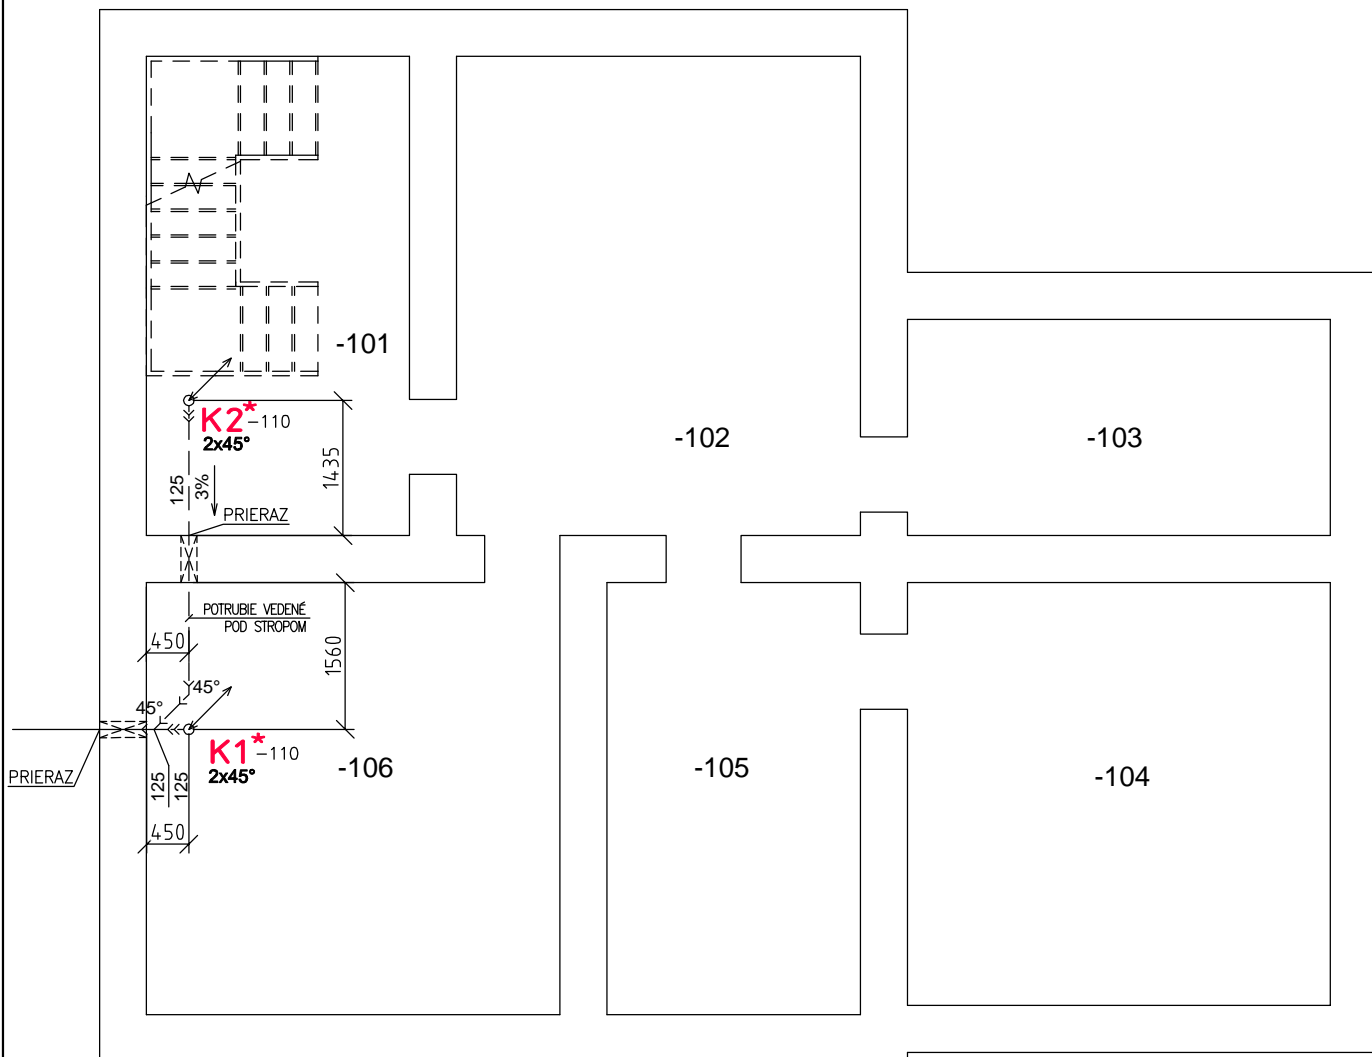 -101
K2*-110
2x45°
1435
125
3%
PRIERAZ
-102
-103
POTRUBIE VEDENÉ
POD STROPOM
450
1560
45°
45°
K1*-110
2x45°
PRIERAZ
125
125
450
-106
-105
-104